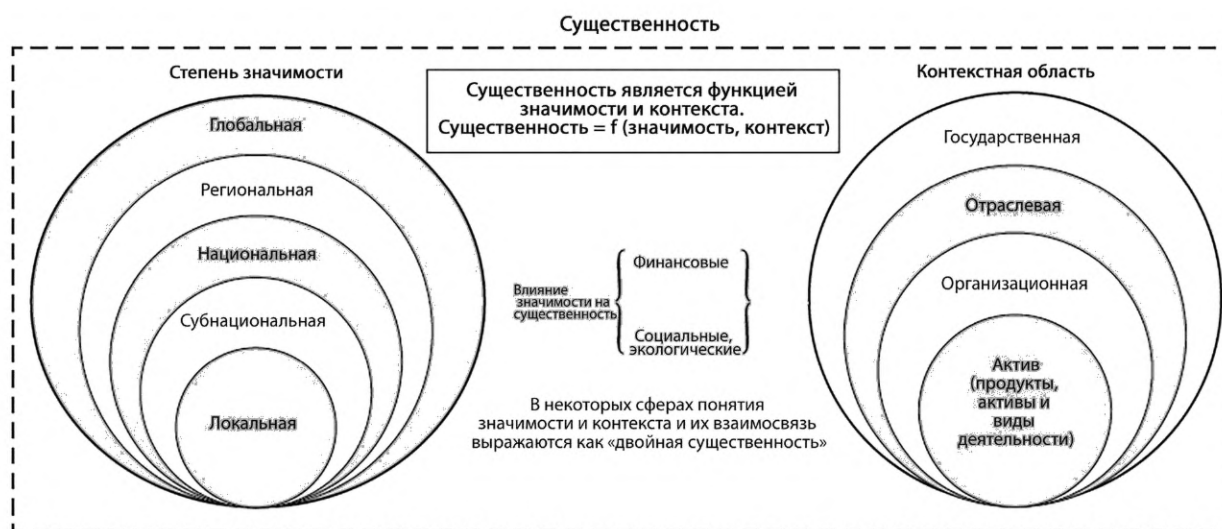 Существенность
Степень значимости
Глобальная
Региональная
Национальная
Субнациональная
Локальная
Существенность является функцией
значимости и контекста.
Существенность = f (значимость, контекст)
Влияние
значимости на
существенность
Финансовые
Социальные,
экологические
В некоторых сферах понятия
значимости и контекста и их взаимосвязь
выражаются как «двойная существенность»
Контекстная область
Государственная
Отраслевая
Организационная
Актив
(продукты,
активы и
виды
деятельности)